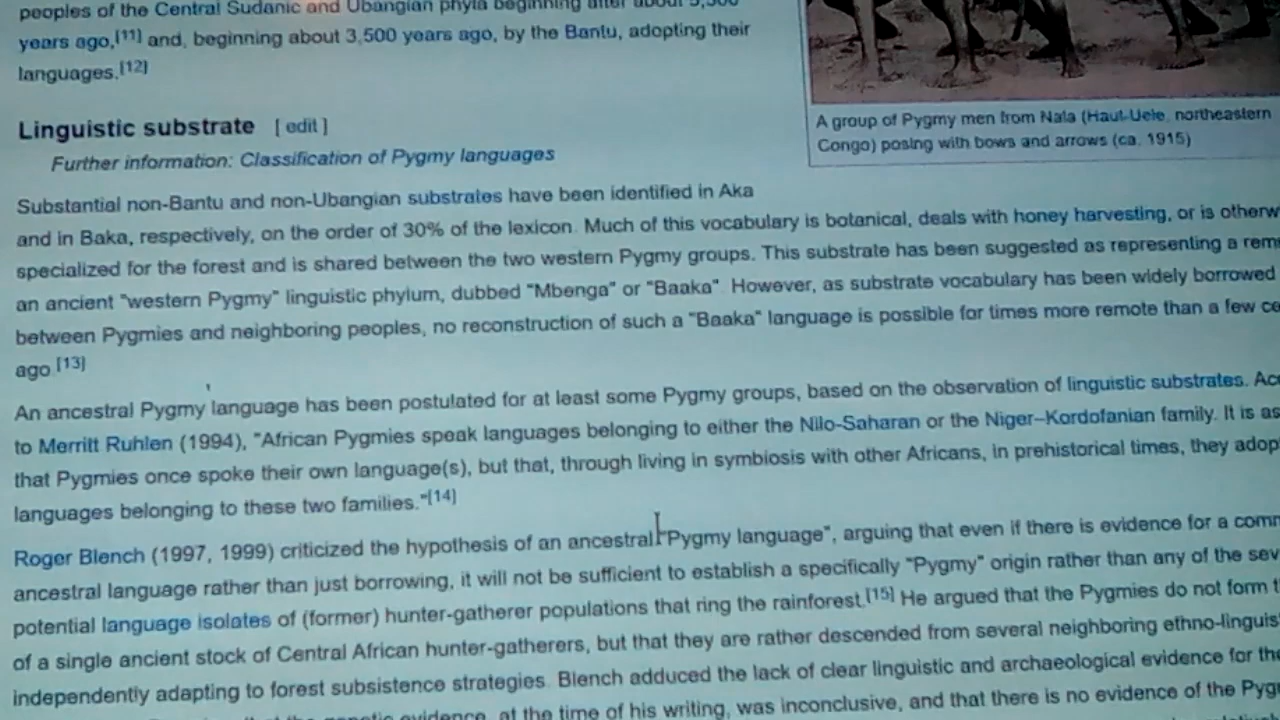 peoples of the Central Sudanic and Ubangian phyla beginning after about 5,500
years ago,[11] and, beginning about 3,500 years ago, by the Bantu, adopting their
languages.[12]
A group of Pygmy men from Nala (Haut-Uele, northeastern
Congo) posing with bows and arrows (ca. 1915)
Linguistic substrate [ edit ]
Further information: Classification of Pygmy languages
Substantial non-Bantu and non-Ubangian substrates have been identified in Aka
and in Baka, respectively, on the order of 30% of the lexicon. Much of this vocabulary is botanical, deals with honey harvesting, or is otherw
specialized for the forest and is shared between the two western Pygmy groups. This substrate has been suggested as representing a rem
an ancient "western Pygmy" linguistic phylum, dubbed "Mbenga" or "Baaka". However, as substrate vocabulary has been widely borrowed
between Pygmies and neighboring peoples, no reconstruction of such a "Baaka" language is possible for times more remote than a few ce
ago.[13]
An ancestral Pygmy language has been postulated for at least some Pygmy groups, based on the observation of linguistic substrates. Acc
to Merritt Ruhlen (1994), "African Pygmies speak languages belonging to either the Nilo-Saharan or the Niger–Kordofanian family. It is as
that Pygmies once spoke their own language(s), but that, through living in symbiosis with other Africans, in prehistorical times, they adop
languages belonging to these two families."[14]
Roger Blench (1997, 1999) criticized the hypothesis of an ancestral "Pygmy language", arguing that even if there is evidence for a comm
ancestral language rather than just borrowing, it will not be sufficient to establish a specifically "Pygmy" origin rather than any of the sev
potential language isolates of (former) hunter-gatherer populations that ring the rainforest.[15] He argued that the Pygmies do not form t
of a single ancient stock of Central African hunter-gatherers, but that they are rather descended from several neighboring ethno-linguis
independently adapting to forest subsistence strategies. Blench adduced the lack of clear linguistic and archaeological evidence for the
genetic evidence, at the time of his writing, was inconclusive, and that there is no evidence of the Pyg